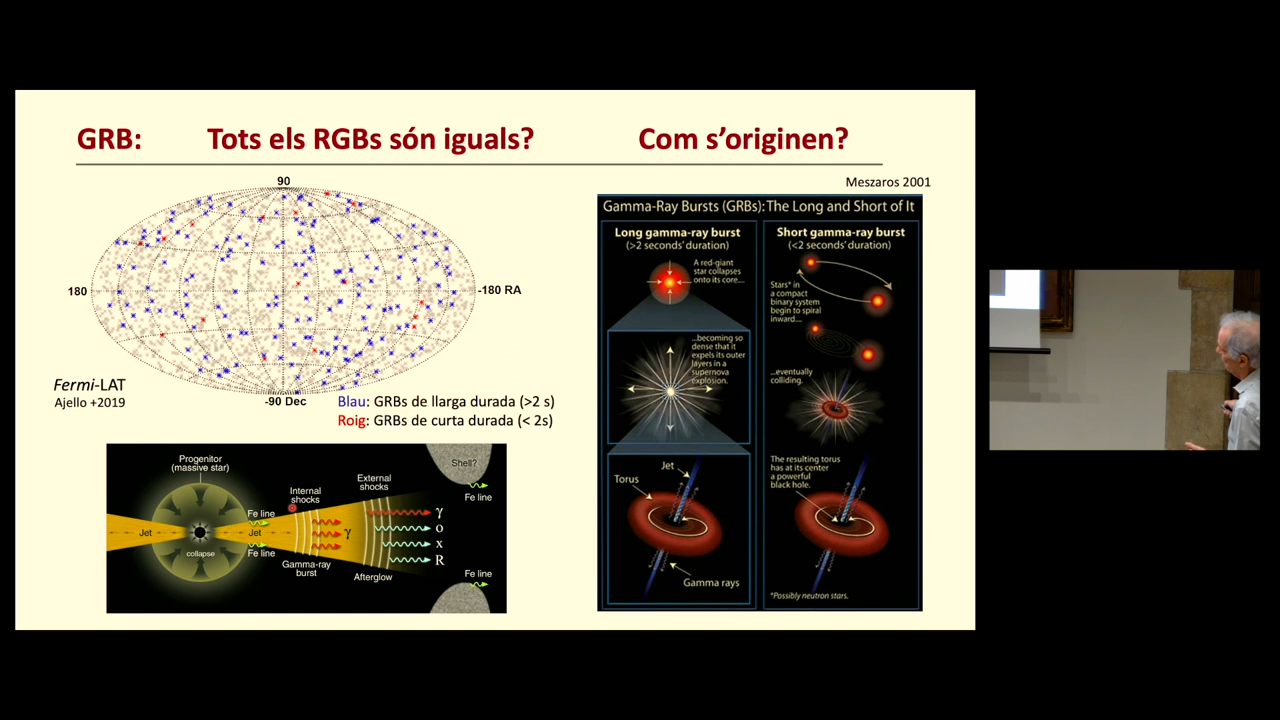 GRB:
Tots els RGBs són iguals?
Com s'originen?
90
180
-180 RA
-90 Dec
Fermi-LAT
Ajello +2019
Blau: GRBs de llarga durada (>2 s)
Roig: GRBs de curta durada (< 2s)
Progenitor
(massive star)
Jet
collapse
Fe line
Jet
Fe line
Internal
shocks
γ
Gamma-ray
burst
External
shocks
Afterglow
γ
o
x
R
Shell?
Fe line
Fe line
Meszaros 2001
Gamma-Ray Bursts (GRBs): The Long and Short of It
Long gamma-ray burst
(>2 seconds' duration)
A red-giant
star collapses
onto its core....
...becoming so
dense that it
expels its outer
layers in a
supernova
explosion.
Jet
Torus
Gamma rays
Short gamma-ray burst
(<2 seconds' duration)
Stars* in
a compact
binary system
begin to spiral
inward....
...eventually
colliding.
The resulting torus
has at its center
a powerful
black hole.
*Possibly neutron stars.